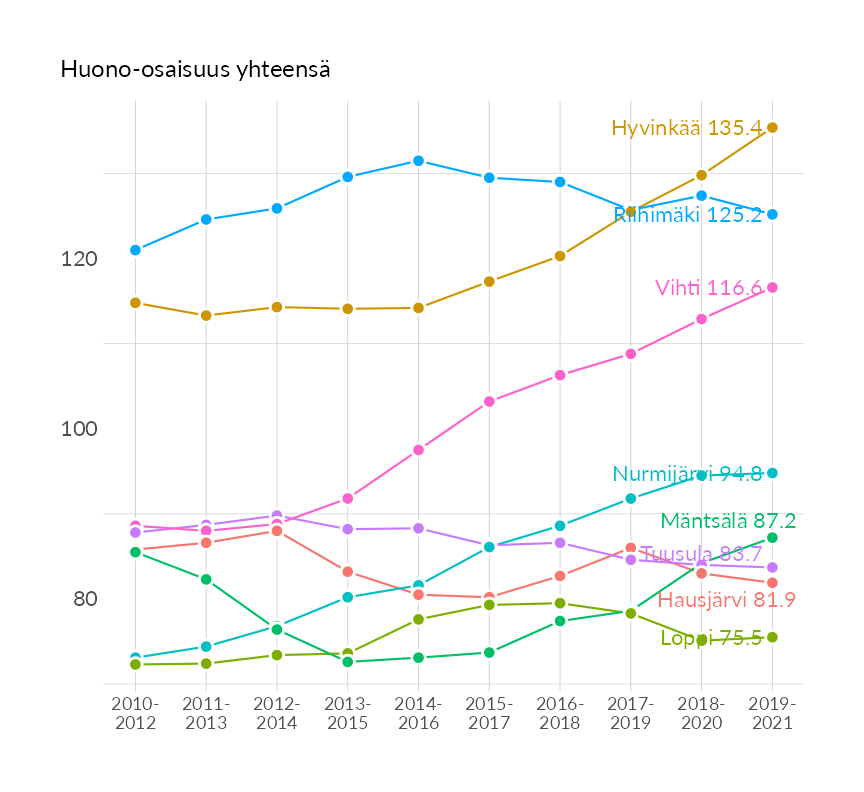 Huono-osaisuus yhteensä
Hyvinkää 135.4
Riihimäki 125.2
120
Vihti 116.6
100
Nurmijärvi 94.8
Mäntsälä 87.2
Tuusula 83.7
80
Hausjärvi 81.9
Loppi 75.5
2010-
2012
2011-
2013
2012-
2014
2013-
2015
2014-
2016
2015-
2017
2016-
2018
2017-
2019
2018-
2020
2019-
2021